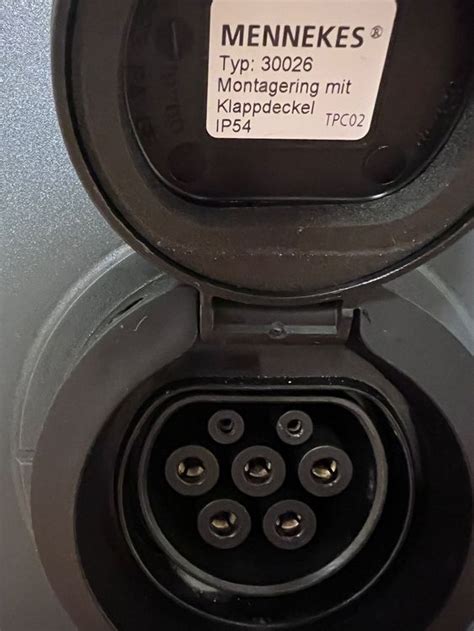 MENNEKES®
Typ: 30026
Montagering mit
Klappdeckel
IP54 TPC02